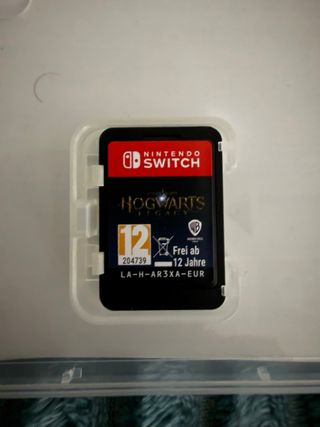 NINTENDO
SWITCH
HOGWARTS
LEGACY
12
204739
Frei ab
12 Jahre
LA-H-AR3XA-EUR